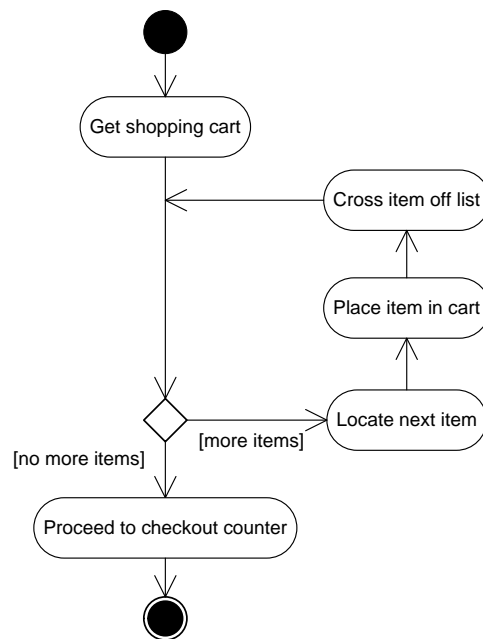 Get shopping cart
Cross item off list
Place item in cart
Locate next item
[more items]
[no more items]
Proceed to checkout counter